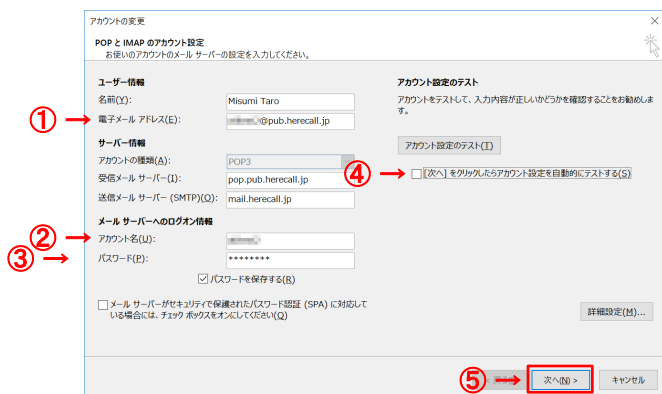 アカウントの変更
POP と IMAP のアカウント設定
お使いのアカウントのメール サーバーの設定を入力してください。
ユーザー情報
名前(Y):
Misumi Taro
① 電子メール アドレス(E):
@pub.herecall.jp
サーバー情報
アカウントの種類(A):
POP3
受信メール サーバー(I):
pop.pub.herecall.jp
送信メール サーバー (SMTP)(O):
mail.herecall.jp
メール サーバーへのログオン情報
② アカウント名(U):
③ パスワード(P):
********
パスワードを保存する(R)
メール サーバーがセキュリティで保護されたパスワード認証 (SPA) に対応して
いる場合には、チェック ボックスをオンにしてください(Q)
アカウント設定のテスト
アカウントをテストして、入力内容が正しいかどうかを確認することをお勧めしま
す。
アカウント設定のテスト(T)
④ [次へ] をクリックしたらアカウント設定を自動的にテストする(S)
詳細設定(M)...
⑤
次へ(N) >
キャンセル